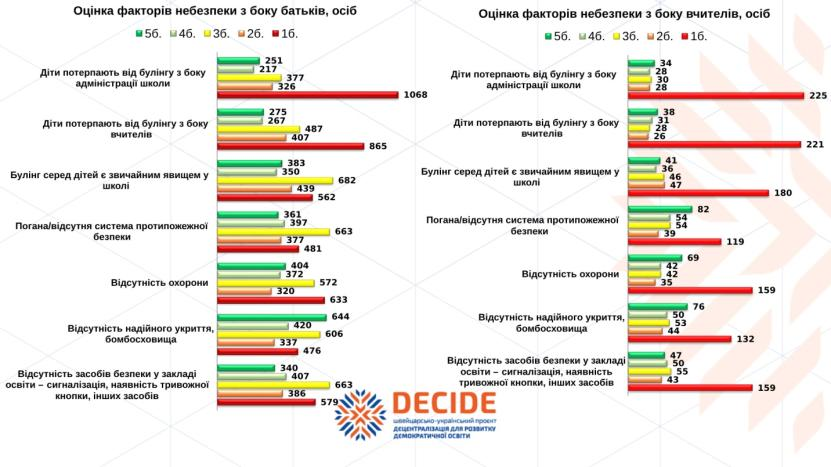 Оцінка факторів небезпеки з боку батьків, осіб
5б. 4б. 3б. 2б. 1б.
Діти потерпають від булінгу з боку
адміністрації школи
251
217
377
326
1068
Діти потерпають від булінгу з боку
вчителів
275
267
487
407
865
Булінг серед дітей є звичайним явищем у
школі
383
350
682
439
562
Погана/відсутня система протипожежної
безпеки
361
397
663
377
481
Відсутність охорони
404
372
572
320
633
Відсутність надійного укриття,
бомбосховища
644
420
606
337
476
Відсутність засобів безпеки у закладі
освіти – сигналізація, наявність тривожної
кнопки, інших засобів
340
407
663
386
579
Оцінка факторів небезпеки з боку вчителів, осіб
5б. 4б. 3б. 2б. 1б.
Діти потерпають від булінгу з боку
адміністрації школи
34
28
30
28
225
Діти потерпають від булінгу з боку
вчителів
38
31
28
26
221
Булінг серед дітей є звичайним явищем у
школі
41
36
46
47
180
Погана/відсутня система протипожежної
безпеки
82
54
54
39
119
Відсутність охорони
69
42
42
35
159
Відсутність надійного укриття,
бомбосховища
76
50
53
44
132
Відсутність засобів безпеки у закладі
освіти – сигналізація, наявність
тривожної кнопки, інших засобів
47
50
55
43
159
DECIDE
швейцарсько-український проєкт
ДЕЦЕНТРАЛІЗАЦІЯ ДЛЯ РОЗВИТКУ
ДЕМОКРАТИЧНОЇ ОСВІТИ